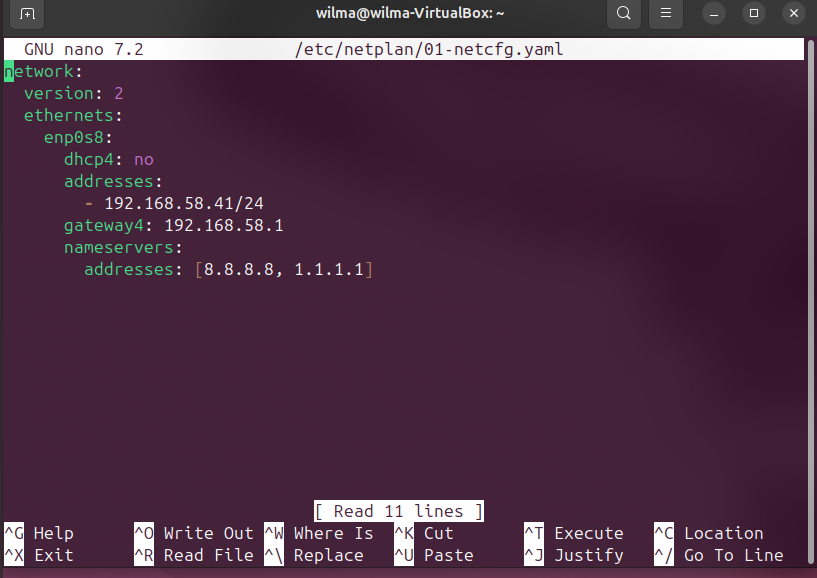 wilma@wilma-VirtualBox: ~
GNU nano 7.2 /etc/netplan/01-netcfg.yaml
network:
  version: 2
  ethernets:
    enp0s8:
      dhcp4: no
      addresses:
        - 192.168.58.41/24
      gateway4: 192.168.58.1
      nameservers:
        addresses: [8.8.8.8, 1.1.1.1]
[ Read 11 lines ]
^G Help ^O Write Out ^W Where Is ^K Cut ^T Execute ^C Location
^X Exit ^R Read File ^\ Replace ^U Paste ^J Justify ^/ Go To Line